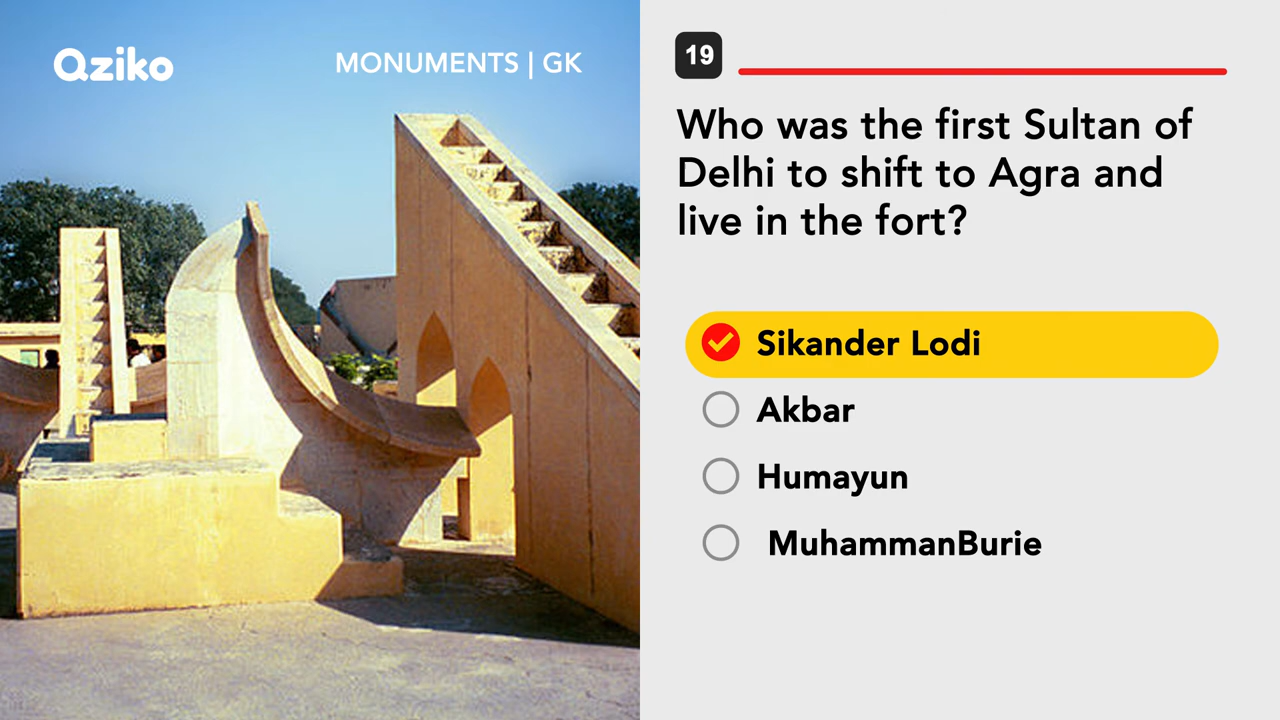 Qziko
MONUMENTS | GK
19
Who was the first Sultan of
Delhi to shift to Agra and
live in the fort?
Sikander Lodi
Akbar
Humayun
MuhammanBurie